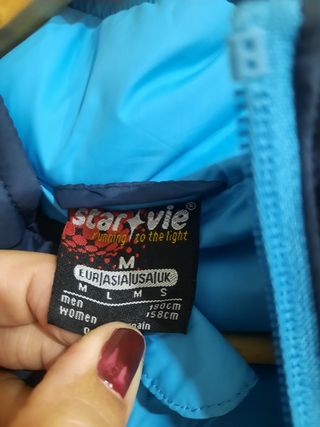 star vie®
running to the light
M
EUR|ASIA|USA|UK
M L M S
men 180cm
women 158cm